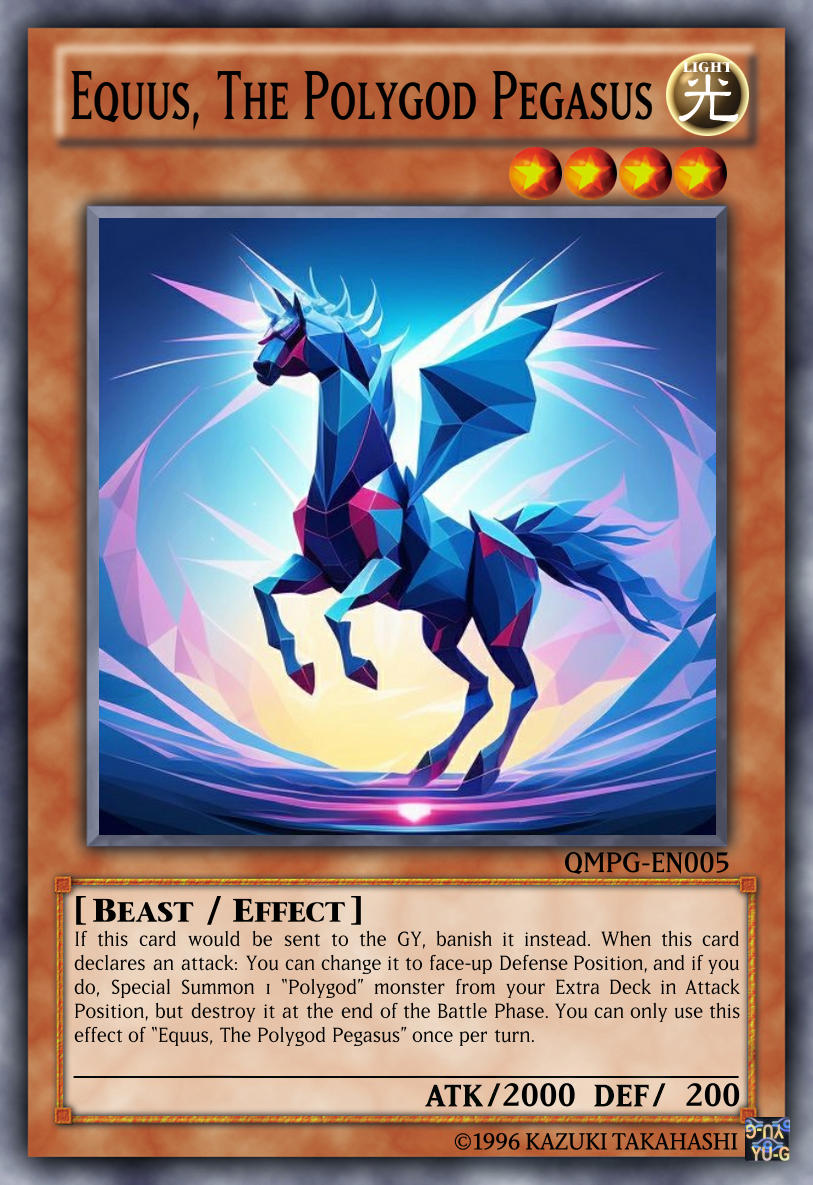 Equus, The Polygod Pegasus
LIGHT
光
QMPG-EN005
[ Beast / Effect ]
If this card would be sent to the GY, banish it instead. When this card
declares an attack: You can change it to face-up Defense Position, and if you
do, Special Summon 1 “Polygod” monster from your Extra Deck in Attack
Position, but destroy it at the end of the Battle Phase. You can only use this
effect of “Equus, The Polygod Pegasus” once per turn.
ATK/2000 DEF/ 200
©1996 KAZUKI TAKAHASHI
YU-G